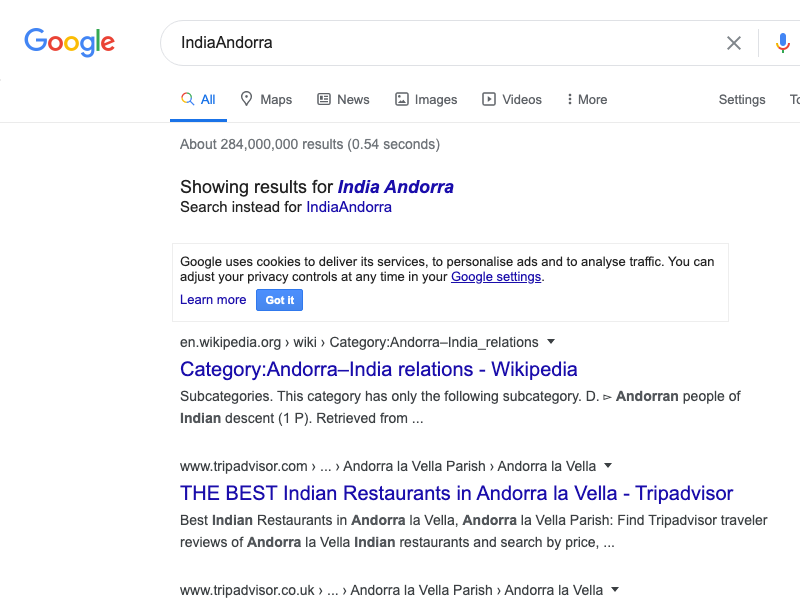 Google
IndiaAndorra
All Maps News Images Videos More Settings
About 284,000,000 results (0.54 seconds)
Showing results for India Andorra
Search instead for IndiaAndorra
Google uses cookies to deliver its services, to personalise ads and to analyse traffic. You can
adjust your privacy controls at any time in your Google settings.
Learn more Got it
en.wikipedia.org › wiki › Category:Andorra–India_relations
Category:Andorra–India relations - Wikipedia
Subcategories. This category has only the following subcategory. D. ▻ Andorran people of
Indian descent (1 P). Retrieved from ...
www.tripadvisor.com › ... › Andorra la Vella Parish › Andorra la Vella
THE BEST Indian Restaurants in Andorra la Vella - Tripadvisor
Best Indian Restaurants in Andorra la Vella, Andorra la Vella Parish: Find Tripadvisor traveler
reviews of Andorra la Vella Indian restaurants and search by price, ...
www.tripadvisor.co.uk › ... › Andorra la Vella Parish › Andorra la Vella